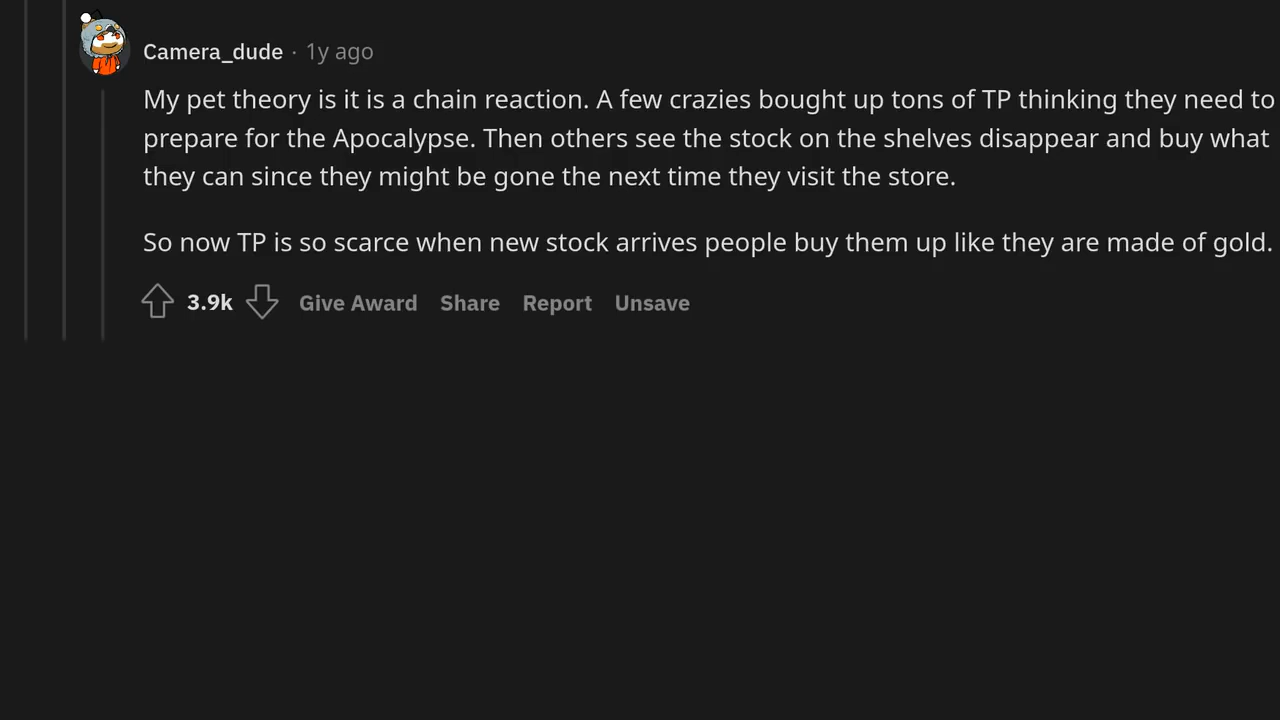 Camera_dude · 1y ago
My pet theory is it is a chain reaction. A few crazies bought up tons of TP thinking they need to
prepare for the Apocalypse. Then others see the stock on the shelves disappear and buy what
they can since they might be gone the next time they visit the store.
So now TP is so scarce when new stock arrives people buy them up like they are made of gold.
3.9k Give Award Share Report Unsave